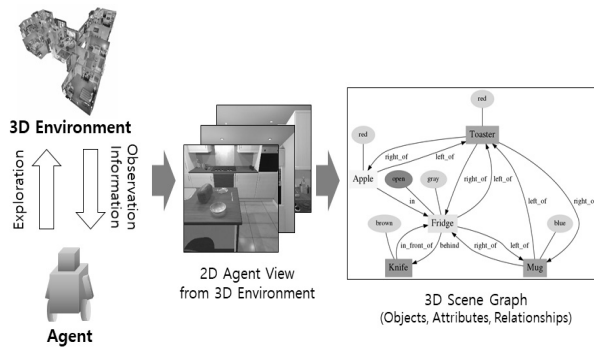 3D Environment
Exploration
Observation
Information
Agent
2D Agent View
from 3D Environment
red
Toaster
red
right_of
left_of
Apple
open
gray
right_of
left_of
right_o
in
left_of
brown
Fridge
blue
in_front_of
behind
right_of
left_of
Knife
Mug
3D Scene Graph
(Objects, Attributes, Relationships)